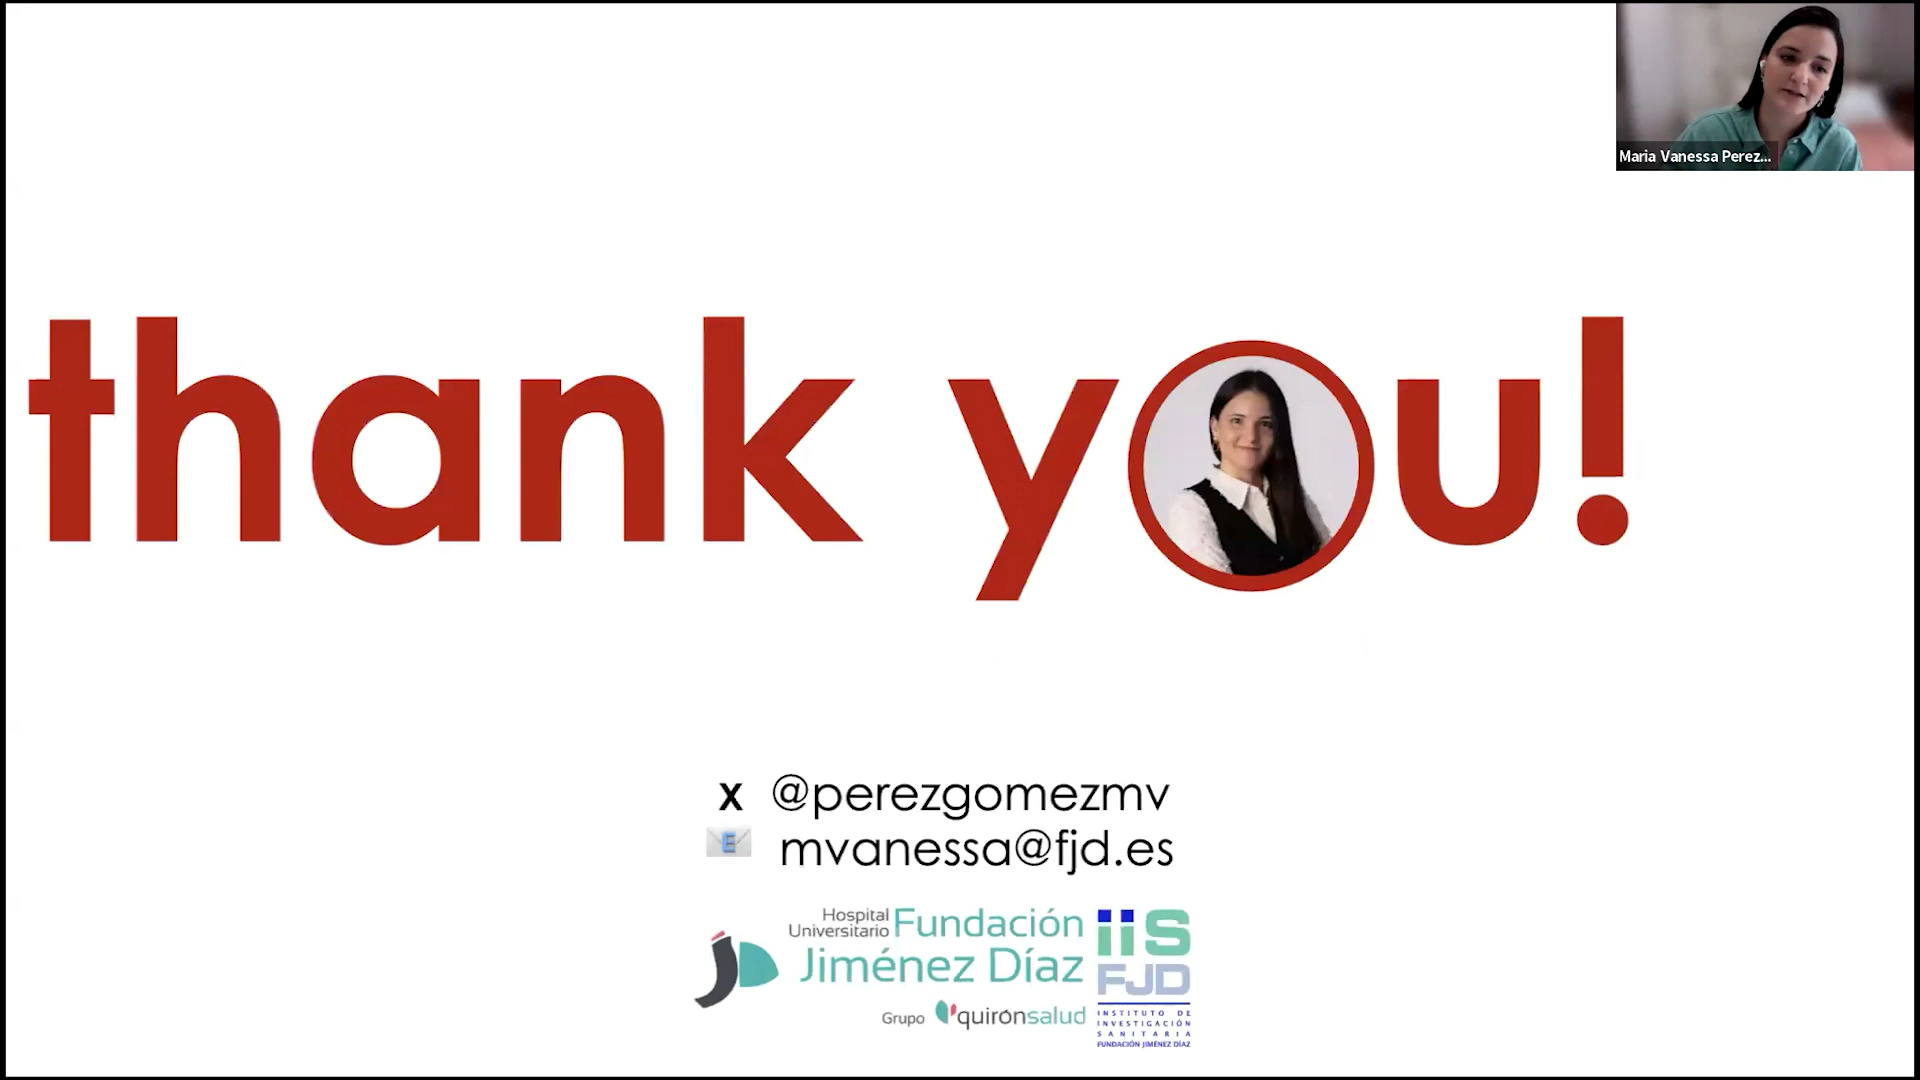 Maria Vanessa Perez...
thank you!
X @perezgomezmv
E mvanessa@fjd.es
Hospital
Universitario Fundación
Jiménez Díaz
Grupo quirónsalud
iiS
FJD
INSTITUTO DE
INVESTIGACIÓN
SANITARIA
FUNDACIÓN JIMÉNEZ DÍAZ